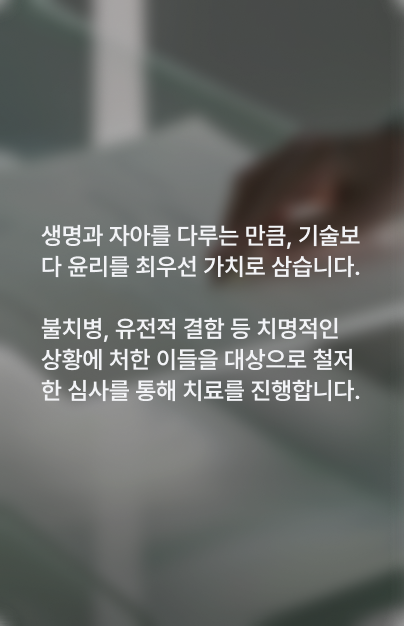 생명과 자아를 다루는 만큼, 기술보
다 윤리를 최우선 가치로 삼습니다.
불치병, 유전적 결함 등 치명적인
상황에 처한 이들을 대상으로 철저
한 심사를 통해 치료를 진행합니다.